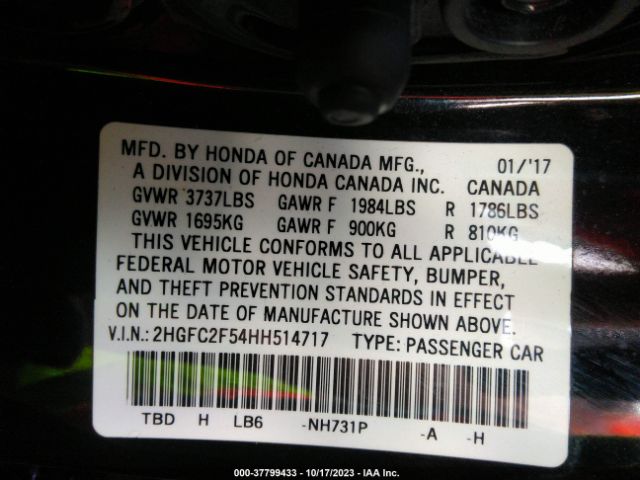 MFD. BY HONDA OF CANADA MFG., 01/'17
A DIVISION OF HONDA CANADA INC. CANADA
GVWR 3737LBS GAWR F 1984LBS R 1786LBS
GVWR 1695KG GAWR F 900KG R 810KG
THIS VEHICLE CONFORMS TO ALL APPLICABLE
FEDERAL MOTOR VEHICLE SAFETY, BUMPER,
AND THEFT PREVENTION STANDARDS IN EFFECT
ON THE DATE OF MANUFACTURE SHOWN ABOVE.
V.I.N.: 2HGFC2F54HH514717 TYPE: PASSENGER CAR
TBD H LB6 -NH731P -A -H
000-37799433 - 10/17/2023 - IAA Inc.